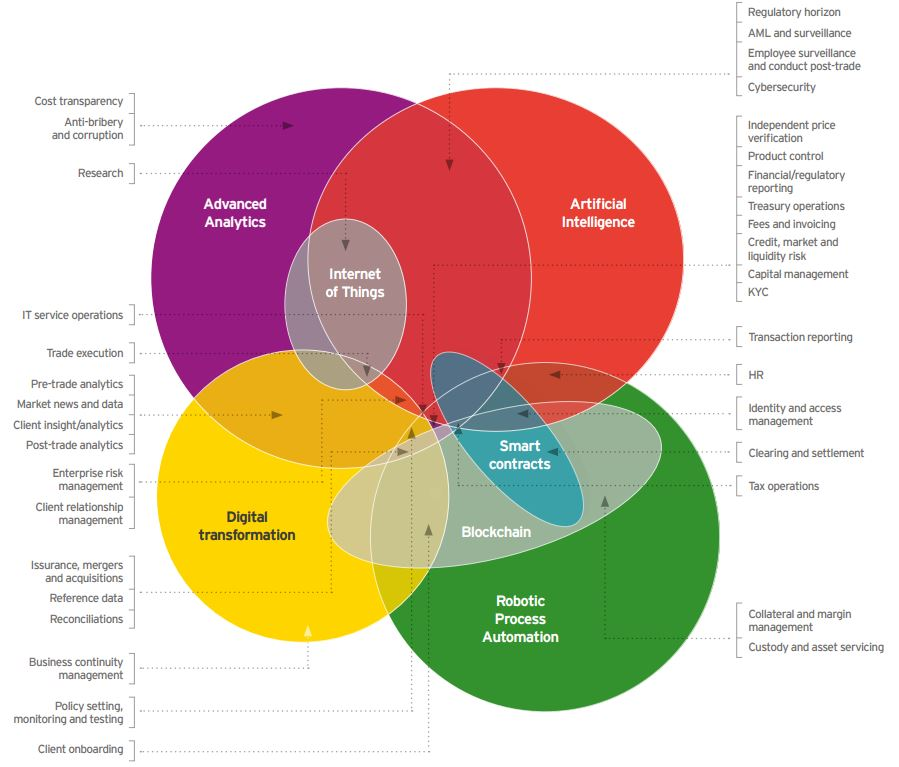 Regulatory horizon
AML and surveillance
Employee surveillance
and conduct post-trade
Cybersecurity
Cost transparency
Anti-bribery
and corruption
Research
Independent price
verification
Product control
Financial/regulatory
reporting
Treasury operations
Fees and invoicing
Credit, market and
liquidity risk
Capital management
KYC
Advanced
Analytics
Artificial
Intelligence
Internet
of Things
IT service operations
Trade execution
Transaction reporting
HR
Pre-trade analytics
Market news and data
Client insight/analytics
Post-trade analytics
Identity and access
management
Clearing and settlement
Tax operations
Smart
contracts
Enterprise risk
management
Client relationship
management
Digital
transformation
Blockchain
Issurance, mergers
and acquisitions
Reference data
Reconciliations
Robotic
Process
Automation
Collateral and margin
management
Custody and asset servicing
Business continuity
management
Policy setting,
monitoring and testing
Client onboarding